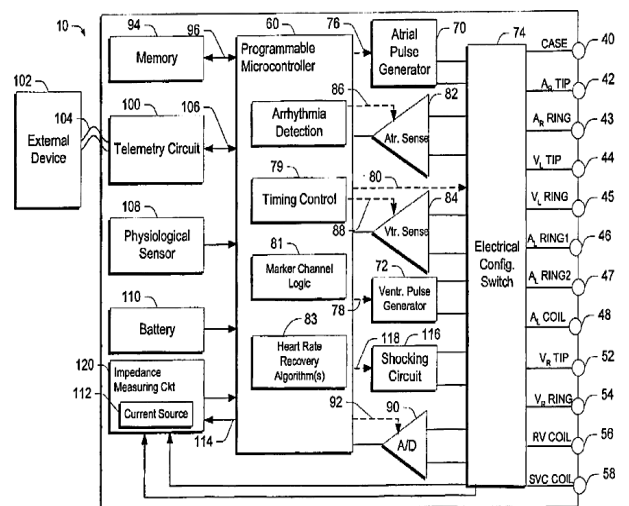 10
94
Memory
96
60
Programmable
Microcontroller
76
Atrial
Pulse
Generator
70
74
CASE
40
AR TIP
42
AR RING
43
VL TIP
44
VL RING
45
AL RING1
46
AL RING2
47
AL COIL
48
VR TIP
52
VR RING
54
RV COIL
56
SVC COIL
58
102
104
External
Device
100
106
Telemetry Circuit
86
82
Arrhythmia
Detection
Atr. Sense
79
80
Timing Control
84
88
Vtr. Sense
Electrical
Config.
Switch
108
Physiological
Sensor
81
Marker Channel
Logic
72
Ventr. Pulse
Generator
78
110
Battery
83
Heart Rate
Recovery
Algorithm(s)
116
118
Shocking
Circuit
120
Impedance
Measuring Ckt
112
Current Source
114
92
90
A/D